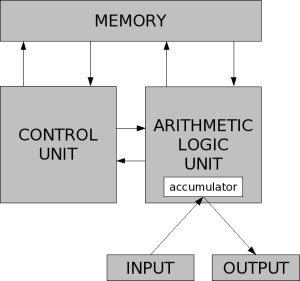 MEMORY
CONTROL
UNIT
ARITHMETIC
LOGIC
UNIT
accumulator
INPUT
OUTPUT